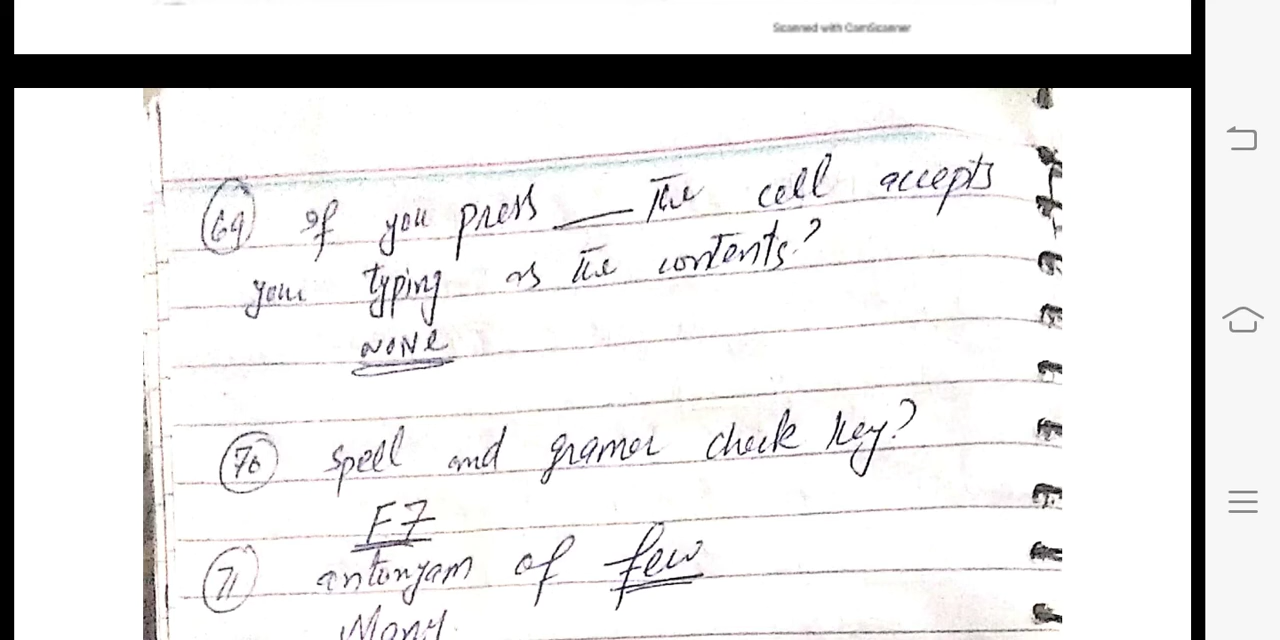 Scanned with CamScanner
69 If you press __ The cell accepts
your typing as the contents?
NONE
70 Spell and gramer check key?
F7
71 antonyam of few
Many